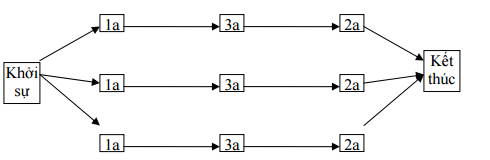 1a 3a 2a
Khởi
sự
1a 3a 2a
Kết
thúc
1a 3a 2a